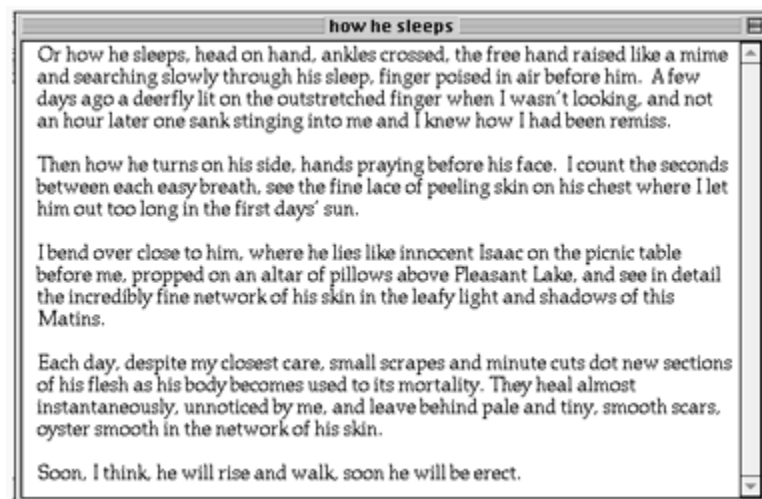 how he sleeps
Or how he sleeps, head on hand, ankles crossed, the free hand raised like a mime
and searching slowly through his sleep, finger poised in air before him.  A few
days ago a deerfly lit on the outstretched finger when I wasn't looking, and not
an hour later one sank stinging into me and I knew how I had been remiss.
Then how he turns on his side, hands praying before his face.  I count the seconds
between each easy breath, see the fine lace of peeling skin on his chest where I let
him out too long in the first days' sun.
I bend over close to him, where he lies like innocent Isaac on the picnic table
before me, propped on an altar of pillows above Pleasant Lake, and see in detail
the incredibly fine network of his skin in the leafy light and shadows of this
Matins.
Each day, despite my closest care, small scrapes and minute cuts dot new sections
of his flesh as his body becomes used to its mortality. They heal almost
instantaneously, unnoticed by me, and leave behind pale and tiny, smooth scars,
oyster smooth in the network of his skin.
Soon, I think, he will rise and walk, soon he will be erect.